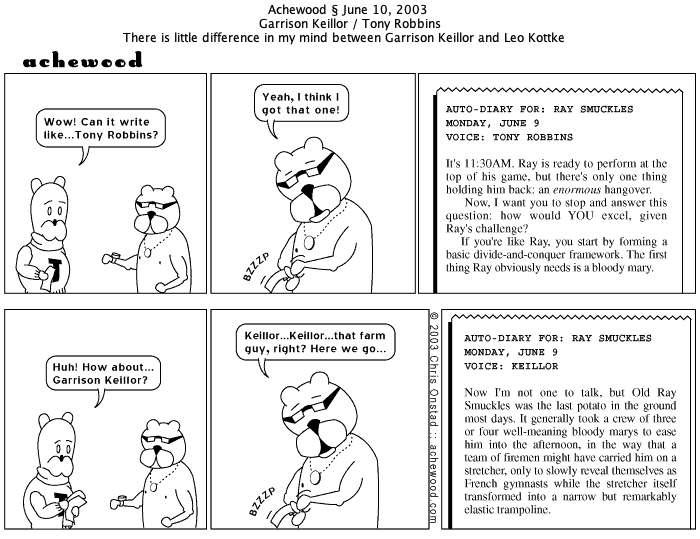 Achewood § June 10, 2003
Garrison Keillor / Tony Robbins
There is little difference in my mind between Garrison Keillor and Leo Kottke
achewood
Wow! Can it write
like...Tony Robbins?
Yeah, I think I
got that one!
BZZZP
AUTO-DIARY FOR: RAY SMUCKLES
MONDAY, JUNE 9
VOICE: TONY ROBBINS
It's 11:30AM. Ray is ready to perform at the
top of his game, but there's only one thing
holding him back: an enormous hangover.
Now, I want you to stop and answer this
question: how would YOU excel, given
Ray's challenge?
If you're like Ray, you start by forming a
basic divide-and-conquer framework. The first
thing Ray obviously needs is a bloody mary.
Huh! How about...
Garrison Keillor?
T
Keillor...Keillor...that farm
guy, right? Here we go...
BZZZP
© 2003 Chris Onstad :: achewood.com
AUTO-DIARY FOR: RAY SMUCKLES
MONDAY, JUNE 9
VOICE: KEILLOR
Now I'm not one to talk, but Old Ray
Smuckles was the last potato in the ground
most days. It generally took a crew of three
or four well-meaning bloody marys to ease
him into the afternoon, in the way that a
team of firemen might have carried him on a
stretcher, only to slowly reveal themselves as
French gymnasts while the stretcher itself
transformed into a narrow but remarkably
elastic trampoline.